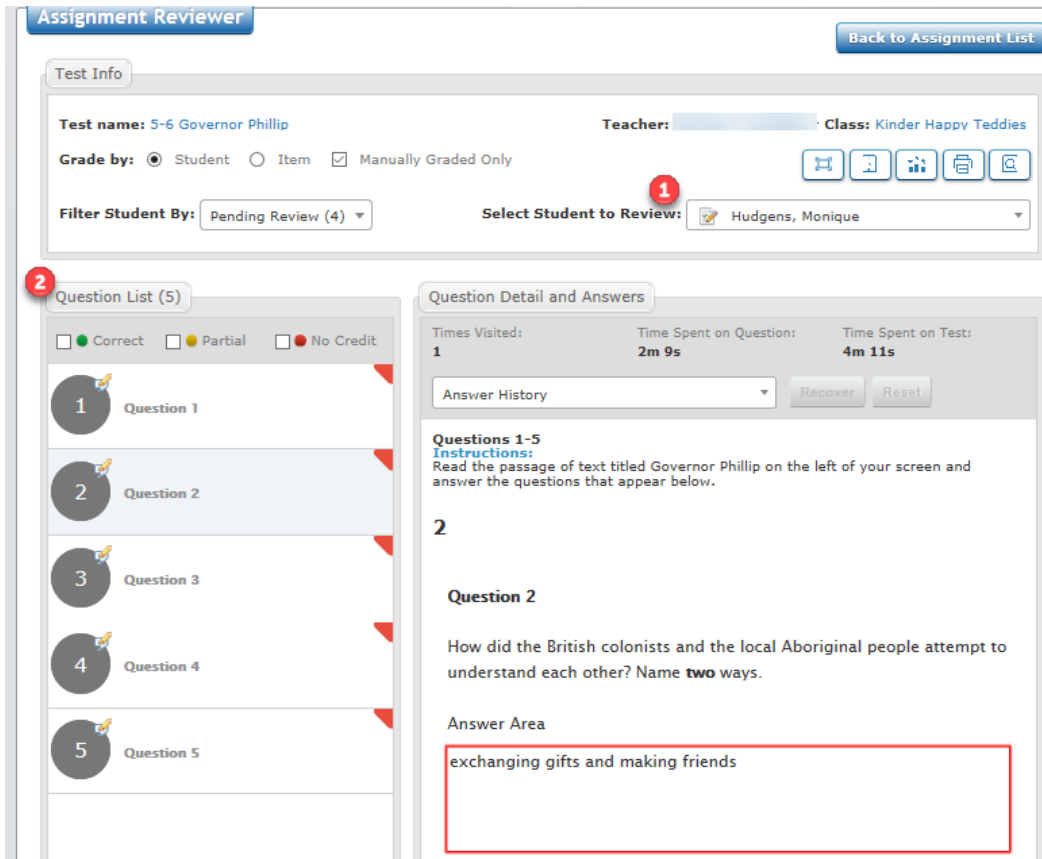 Assignment Reviewer
Back to Assignment List
Test Info
Test name: 5-6 Governor Phillip
Teacher:
Class: Kinder Happy Teddies
Grade by: Student Item Manually Graded Only
1
Filter Student By: Pending Review (4)
Select Student to Review: Hudgens, Monique
2
Question List (5)
Correct Partial No Credit
1 Question 1
2 Question 2
3 Question 3
4 Question 4
5 Question 5
Question Detail and Answers
Times Visited: Time Spent on Question: Time Spent on Test:
1 2m 9s 4m 11s
Answer History Recover Reset
Questions 1-5
Instructions:
Read the passage of text titled Governor Phillip on the left of your screen and
answer the questions that appear below.
2
Question 2
How did the British colonists and the local Aboriginal people attempt to
understand each other? Name two ways.
Answer Area
exchanging gifts and making friends